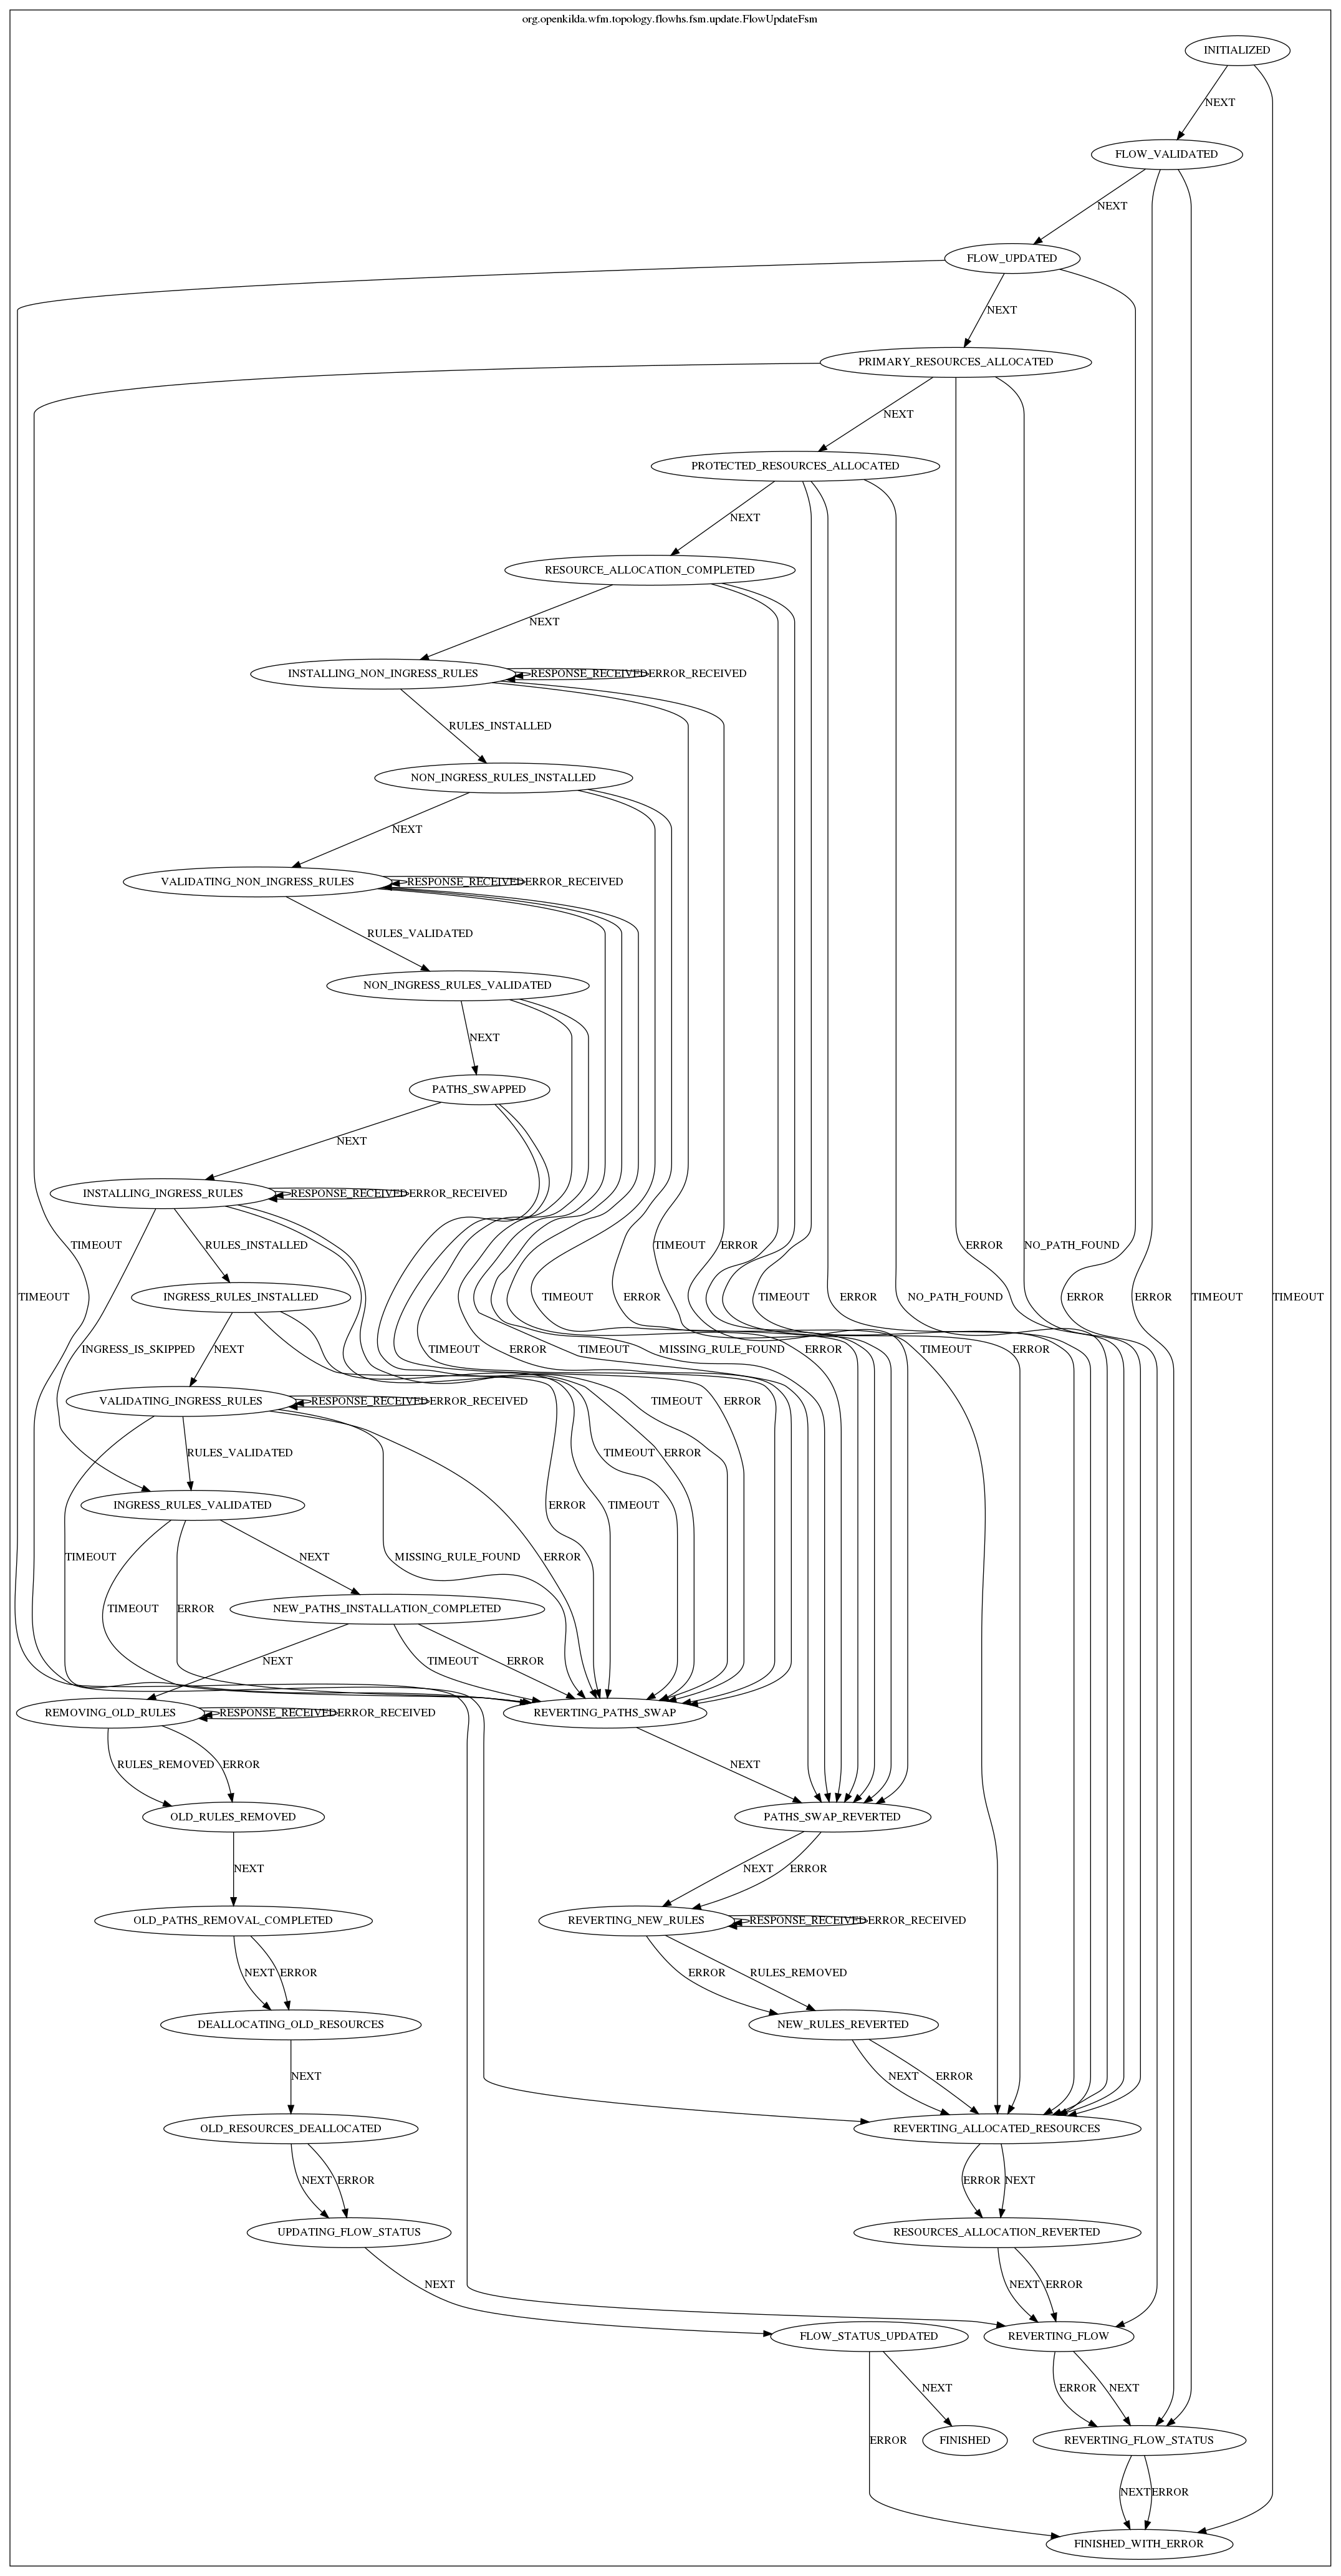 org.openkilda.wfm.topology.flowhs.fsm.update.FlowUpdateFsm
INITIALIZED
NEXT
FLOW_VALIDATED
NEXT
FLOW_UPDATED
NEXT
PRIMARY_RESOURCES_ALLOCATED
NEXT
PROTECTED_RESOURCES_ALLOCATED
NEXT
RESOURCE_ALLOCATION_COMPLETED
NEXT
INSTALLING_NON_INGRESS_RULES
RESPONSE_RECEIVED
ERROR_RECEIVED
RULES_INSTALLED
NON_INGRESS_RULES_INSTALLED
NEXT
VALIDATING_NON_INGRESS_RULES
RESPONSE_RECEIVED
ERROR_RECEIVED
RULES_VALIDATED
NON_INGRESS_RULES_VALIDATED
NEXT
PATHS_SWAPPED
NEXT
INSTALLING_INGRESS_RULES
RESPONSE_RECEIVED
ERROR_RECEIVED
TIMEOUT
RULES_INSTALLED
TIMEOUT
ERROR
ERROR
NO_PATH_FOUND
TIMEOUT
INGRESS_RULES_INSTALLED
TIMEOUT
ERROR
TIMEOUT
ERROR
NO_PATH_FOUND
ERROR
ERROR
TIMEOUT
TIMEOUT
INGRESS_IS_SKIPPED
NEXT
TIMEOUT
ERROR
TIMEOUT
MISSING_RULE_FOUND
ERROR
TIMEOUT
ERROR
VALIDATING_INGRESS_RULES
RESPONSE_RECEIVED
ERROR_RECEIVED
TIMEOUT
ERROR
RULES_VALIDATED
TIMEOUT
ERROR
INGRESS_RULES_VALIDATED
ERROR
TIMEOUT
TIMEOUT
NEXT
MISSING_RULE_FOUND
ERROR
TIMEOUT
ERROR
NEW_PATHS_INSTALLATION_COMPLETED
NEXT
TIMEOUT
ERROR
REMOVING_OLD_RULES
RESPONSE_RECEIVED
ERROR_RECEIVED
REVERTING_PATHS_SWAP
RULES_REMOVED
ERROR
NEXT
OLD_RULES_REMOVED
PATHS_SWAP_REVERTED
NEXT
NEXT
ERROR
OLD_PATHS_REMOVAL_COMPLETED
REVERTING_NEW_RULES
RESPONSE_RECEIVED
ERROR_RECEIVED
NEXT
ERROR
ERROR
RULES_REMOVED
DEALLOCATING_OLD_RESOURCES
NEW_RULES_REVERTED
NEXT
NEXT
ERROR
OLD_RESOURCES_DEALLOCATED
REVERTING_ALLOCATED_RESOURCES
NEXT
ERROR
ERROR
NEXT
UPDATING_FLOW_STATUS
RESOURCES_ALLOCATION_REVERTED
NEXT
NEXT
ERROR
FLOW_STATUS_UPDATED
REVERTING_FLOW
NEXT
ERROR
NEXT
ERROR
FINISHED
REVERTING_FLOW_STATUS
NEXT
ERROR
FINISHED_WITH_ERROR